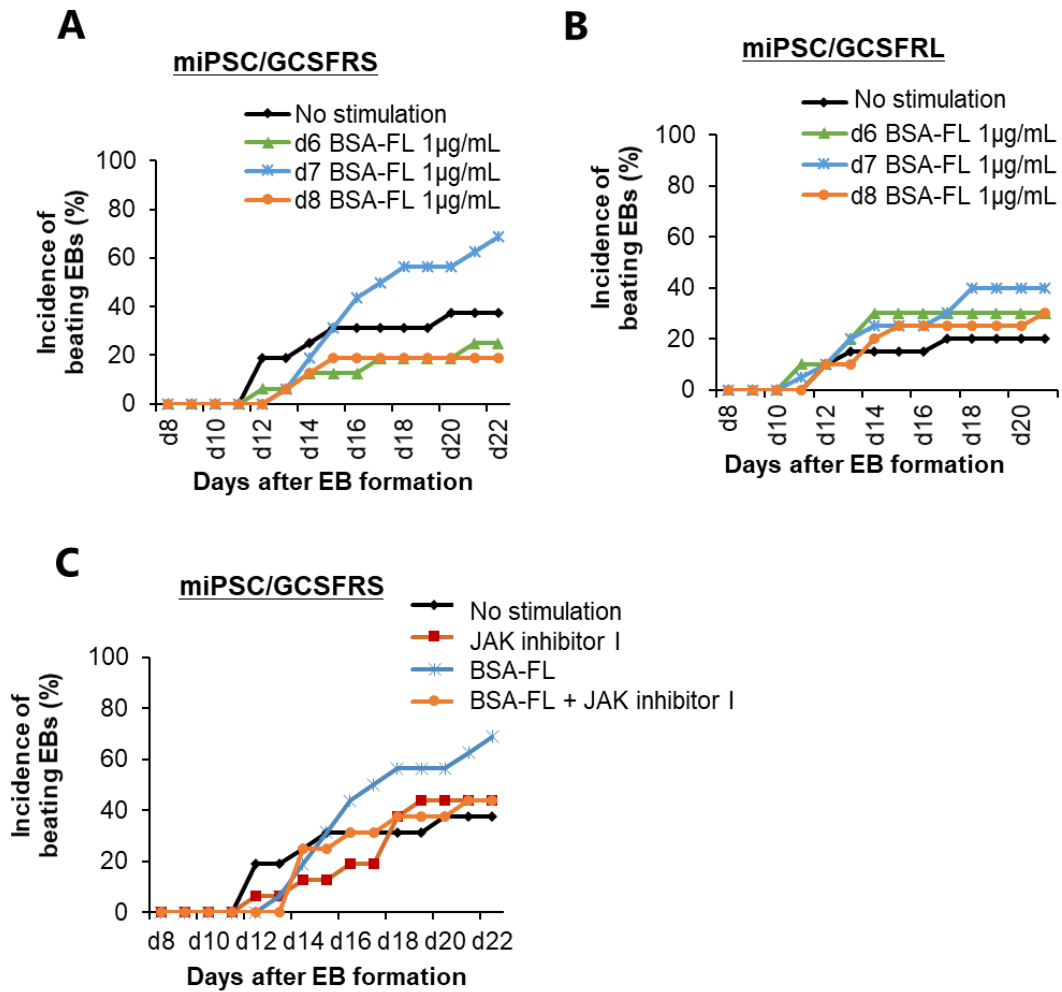 A
miPSC/GCSFRS
No stimulation
d6 BSA-FL 1µg/mL
d7 BSA-FL 1µg/mL
d8 BSA-FL 1µg/mL
Incidence of
beating EBs (%)
100
80
60
40
20
0
d8
d10
d12
d14
d16
d18
d20
d22
Days after EB formation
B
miPSC/GCSFRL
No stimulation
d6 BSA-FL 1µg/mL
d7 BSA-FL 1µg/mL
d8 BSA-FL 1µg/mL
Incidence of
beating EBs (%)
100
80
60
40
20
0
d8
d10
d12
d14
d16
d18
d20
Days after EB formation
C
miPSC/GCSFRS
No stimulation
JAK inhibitor I
BSA-FL
BSA-FL + JAK inhibitor I
Incidence of
beating EBs (%)
100
80
60
40
20
0
d8 d10 d12 d14 d16 d18 d20 d22
Days after EB formation